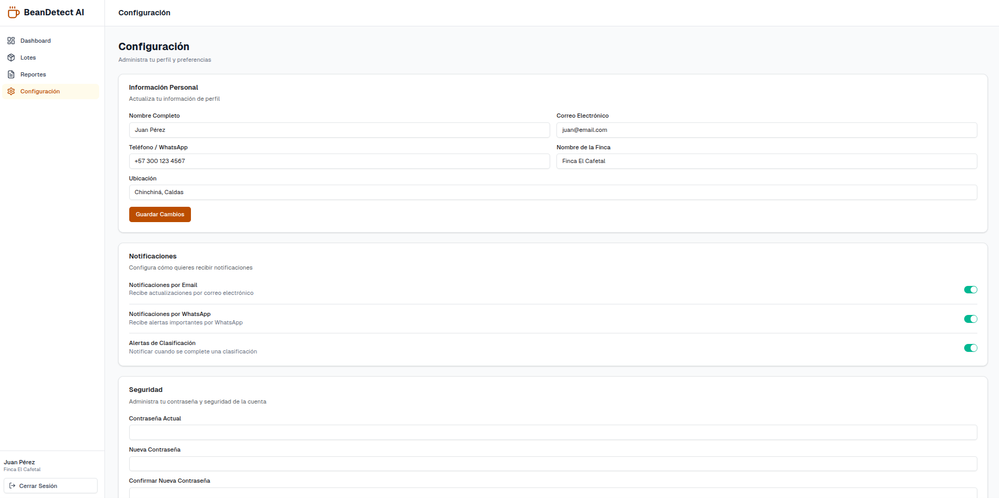 BeanDetect AI
Configuración
Dashboard
Lotes
Reportes
Configuración
Juan Pérez
Finca El Cafetal
Cerrar Sesión
Configuración
Administra tu perfil y preferencias
Información Personal
Actualiza tu información de perfil
Nombre Completo
Juan Pérez
Correo Electrónico
juan@email.com
Teléfono / WhatsApp
+57 300 123 4567
Nombre de la Finca
Finca El Cafetal
Ubicación
Chinchiná, Caldas
Guardar Cambios
Notificaciones
Configura cómo quieres recibir notificaciones
Notificaciones por Email
Recibe actualizaciones por correo electrónico
Notificaciones por WhatsApp
Recibe alertas importantes por WhatsApp
Alertas de Clasificación
Notificar cuando se complete una clasificación
Seguridad
Administra tu contraseña y seguridad de la cuenta
Contraseña Actual
Nueva Contraseña
Confirmar Nueva Contraseña